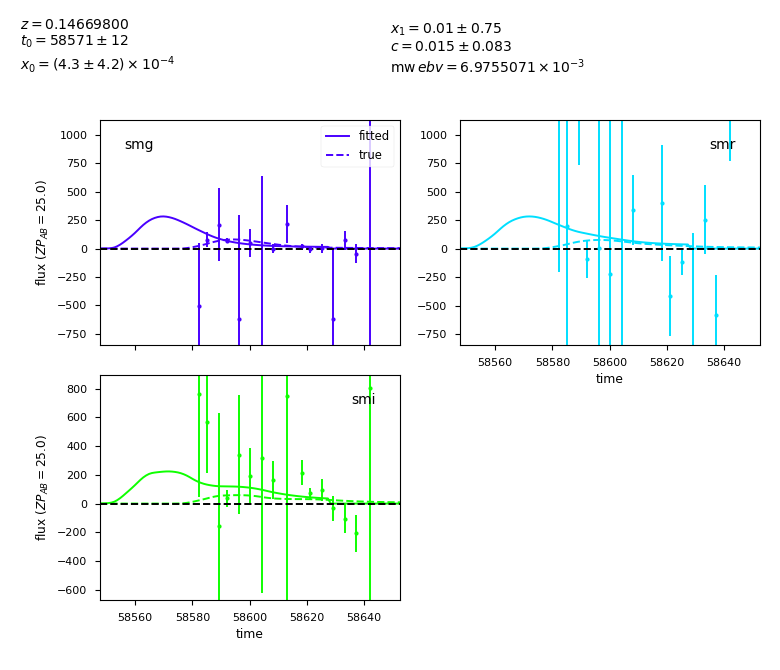 z = 0.14669800
t₀ = 58571 ± 12
x₀ = (4.3 ± 4.2) × 10⁻⁴
x₁ = 0.01 ± 0.75
c = 0.015 ± 0.083
mw ebv = 6.9755071 × 10⁻³
smg
fitted
true
1000
750
500
250
0
−250
−500
−750
flux (ZP_AB = 25.0)
smr
1000
750
500
250
0
−250
−500
−750
58560 58580 58600 58620 58640
time
smi
800
600
400
200
0
−200
−400
−600
flux (ZP_AB = 25.0)
58560 58580 58600 58620 58640
time